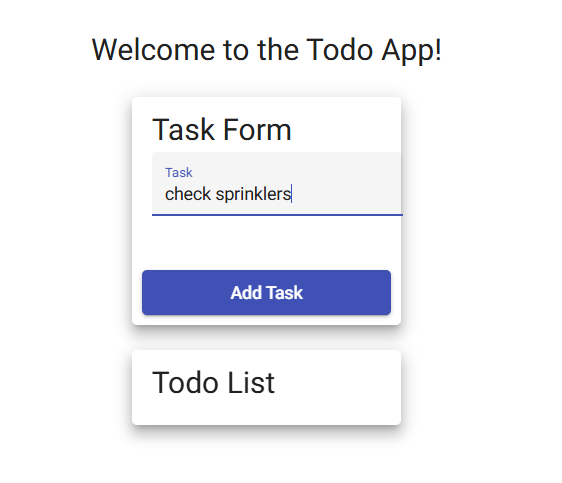 Welcome to the Todo App!
Task Form
Task
check sprinklers
Add Task
Todo List